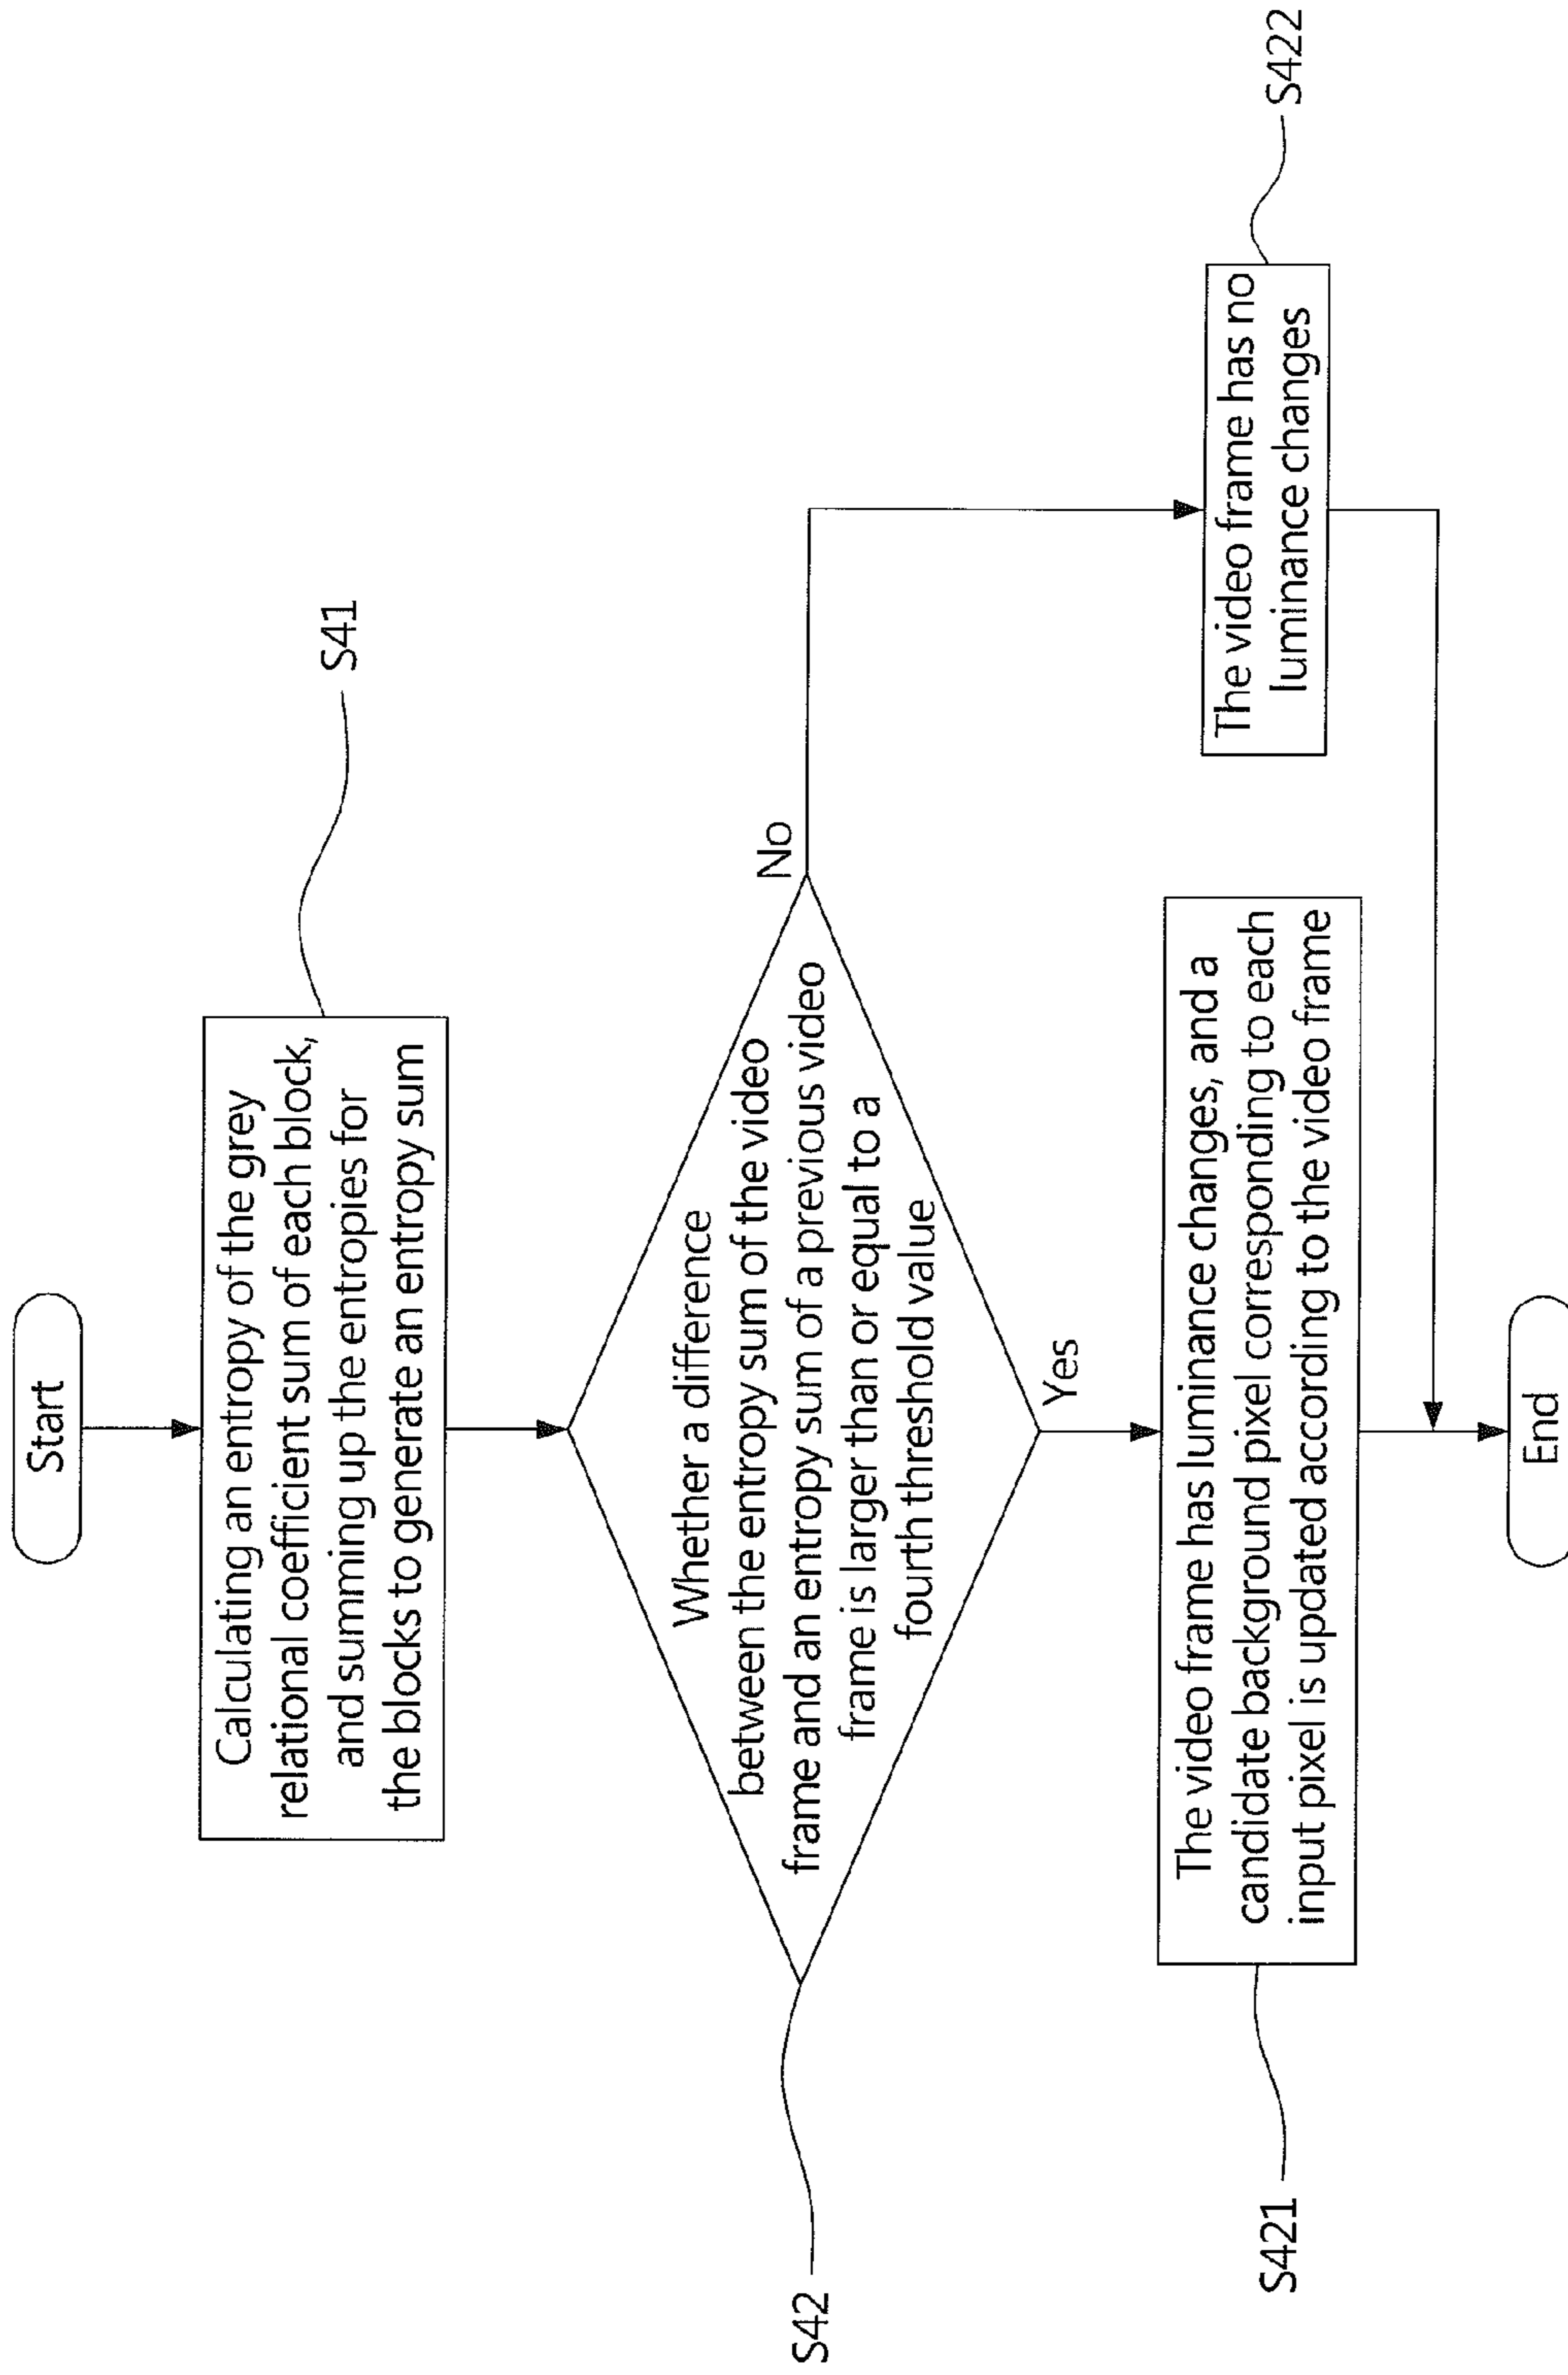 Start
Calculating an entropy of the grey
relational coefficient sum of each block,
and summing up the entropies for
the blocks to generate an entropy sum
S41
Whether a difference
between the entropy sum of the video
frame and an entropy sum of a previous video
frame is larger than or equal to a
fourth threshold value
S42
No
Yes
The video frame has luminance changes, and a
candidate background pixel corresponding to each
input pixel is updated according to the video frame
S421
The video frame has no
luminance changes
S422
End